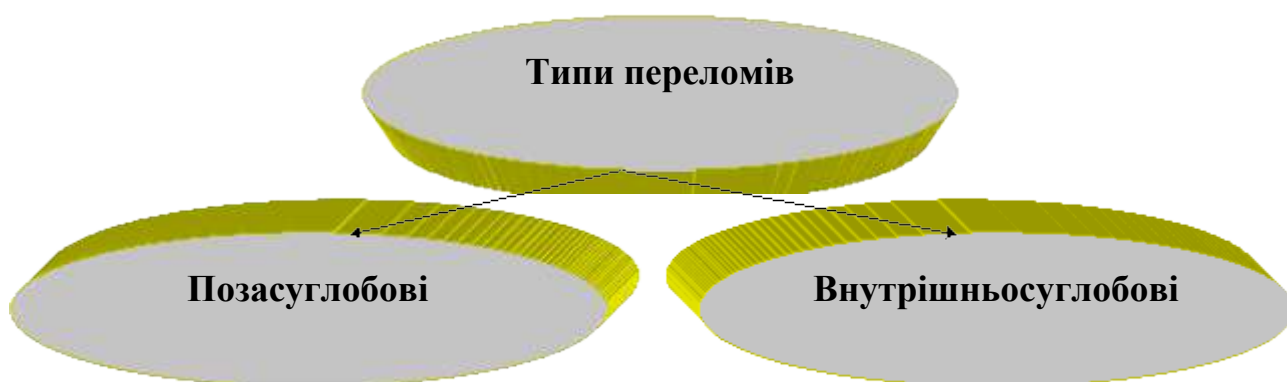 Типи переломів
Позасуглобові
Внутрішньосуглобові